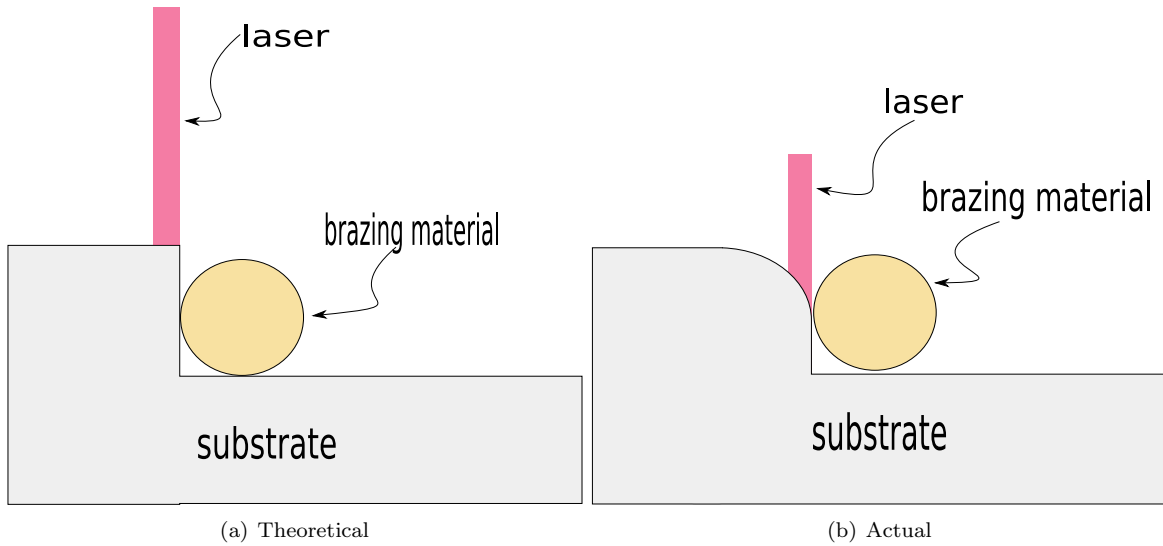 laser
brazing material
substrate
(a) Theoretical
laser
brazing material
substrate
(b) Actual